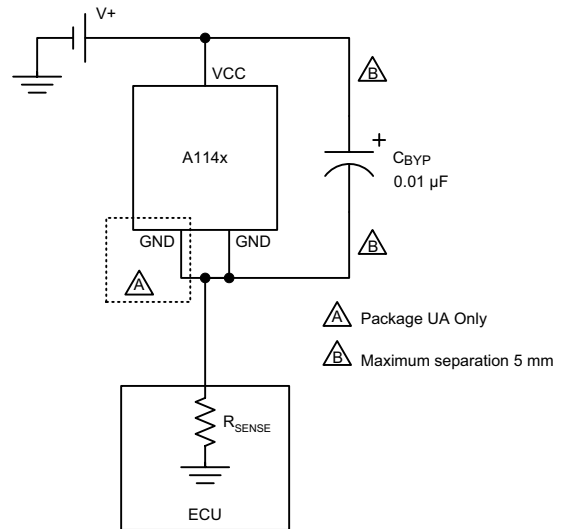 V+
VCC
B
A114x
+
CBYP
0.01 µF
GND
GND
B
A
A Package UA Only
B Maximum separation 5 mm
RSENSE
ECU